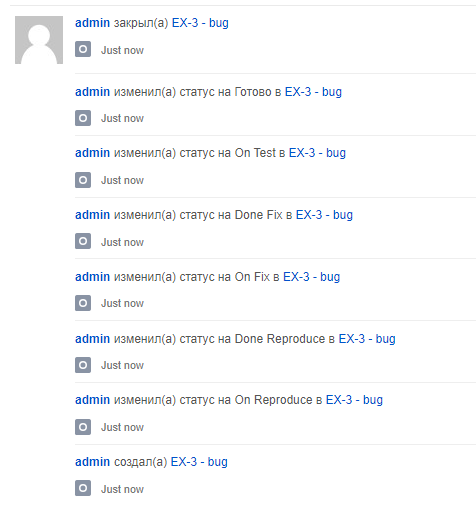 admin закрыл(а) EX-3 - bug
Just now
admin изменил(а) статус на Готово в EX-3 - bug
Just now
admin изменил(а) статус на On Test в EX-3 - bug
Just now
admin изменил(а) статус на Done Fix в EX-3 - bug
Just now
admin изменил(а) статус на On Fix в EX-3 - bug
Just now
admin изменил(а) статус на Done Reproduce в EX-3 - bug
Just now
admin изменил(а) статус на On Reproduce в EX-3 - bug
Just now
admin создал(а) EX-3 - bug
Just now